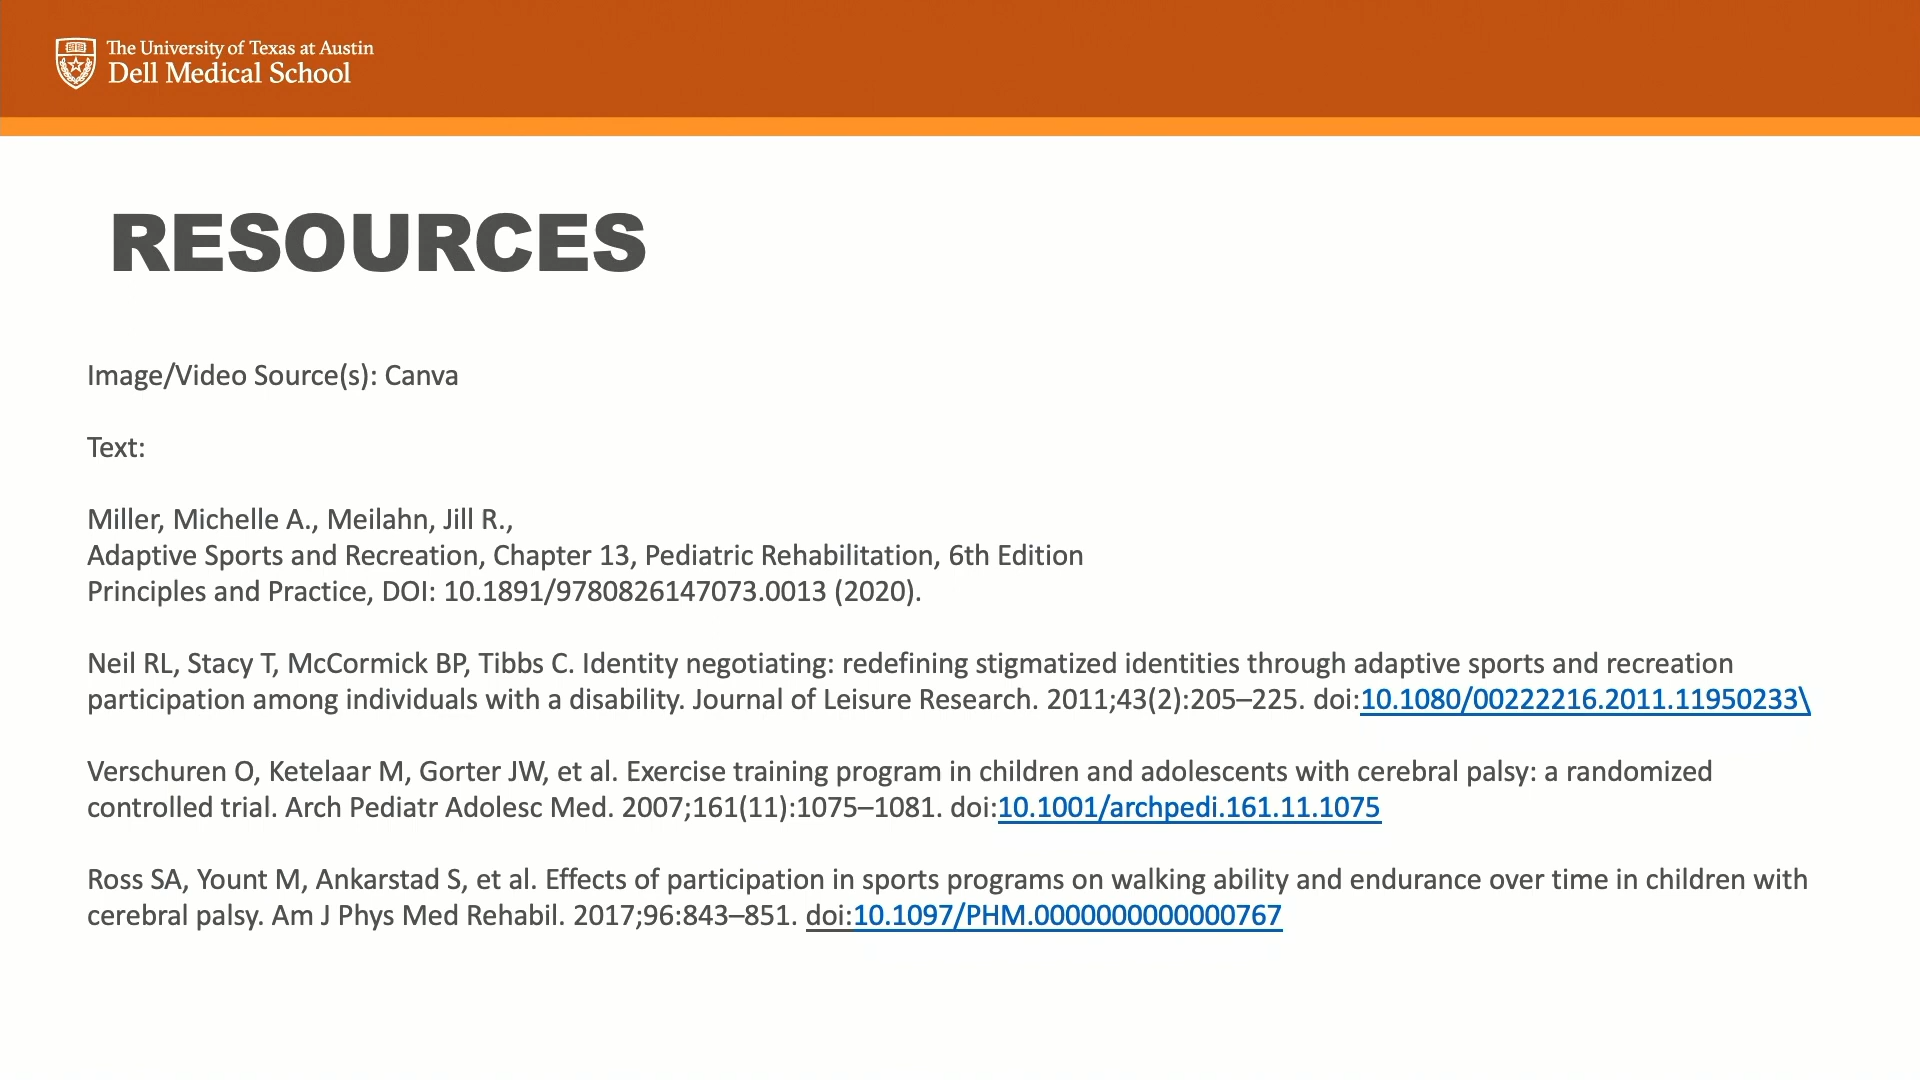 The University of Texas at Austin
Dell Medical School
RESOURCES
Image/Video Source(s): Canva
Text:
Miller, Michelle A., Meilahn, Jill R.,
Adaptive Sports and Recreation, Chapter 13, Pediatric Rehabilitation, 6th Edition
Principles and Practice, DOI: 10.1891/9780826147073.0013 (2020).
Neil RL, Stacy T, McCormick BP, Tibbs C. Identity negotiating: redefining stigmatized identities through adaptive sports and recreation
participation among individuals with a disability. Journal of Leisure Research. 2011;43(2):205–225. doi:10.1080/00222216.2011.11950233\
Verschuren O, Ketelaar M, Gorter JW, et al. Exercise training program in children and adolescents with cerebral palsy: a randomized
controlled trial. Arch Pediatr Adolesc Med. 2007;161(11):1075–1081. doi:10.1001/archpedi.161.11.1075
Ross SA, Yount M, Ankarstad S, et al. Effects of participation in sports programs on walking ability and endurance over time in children with
cerebral palsy. Am J Phys Med Rehabil. 2017;96:843–851. doi:10.1097/PHM.0000000000000767